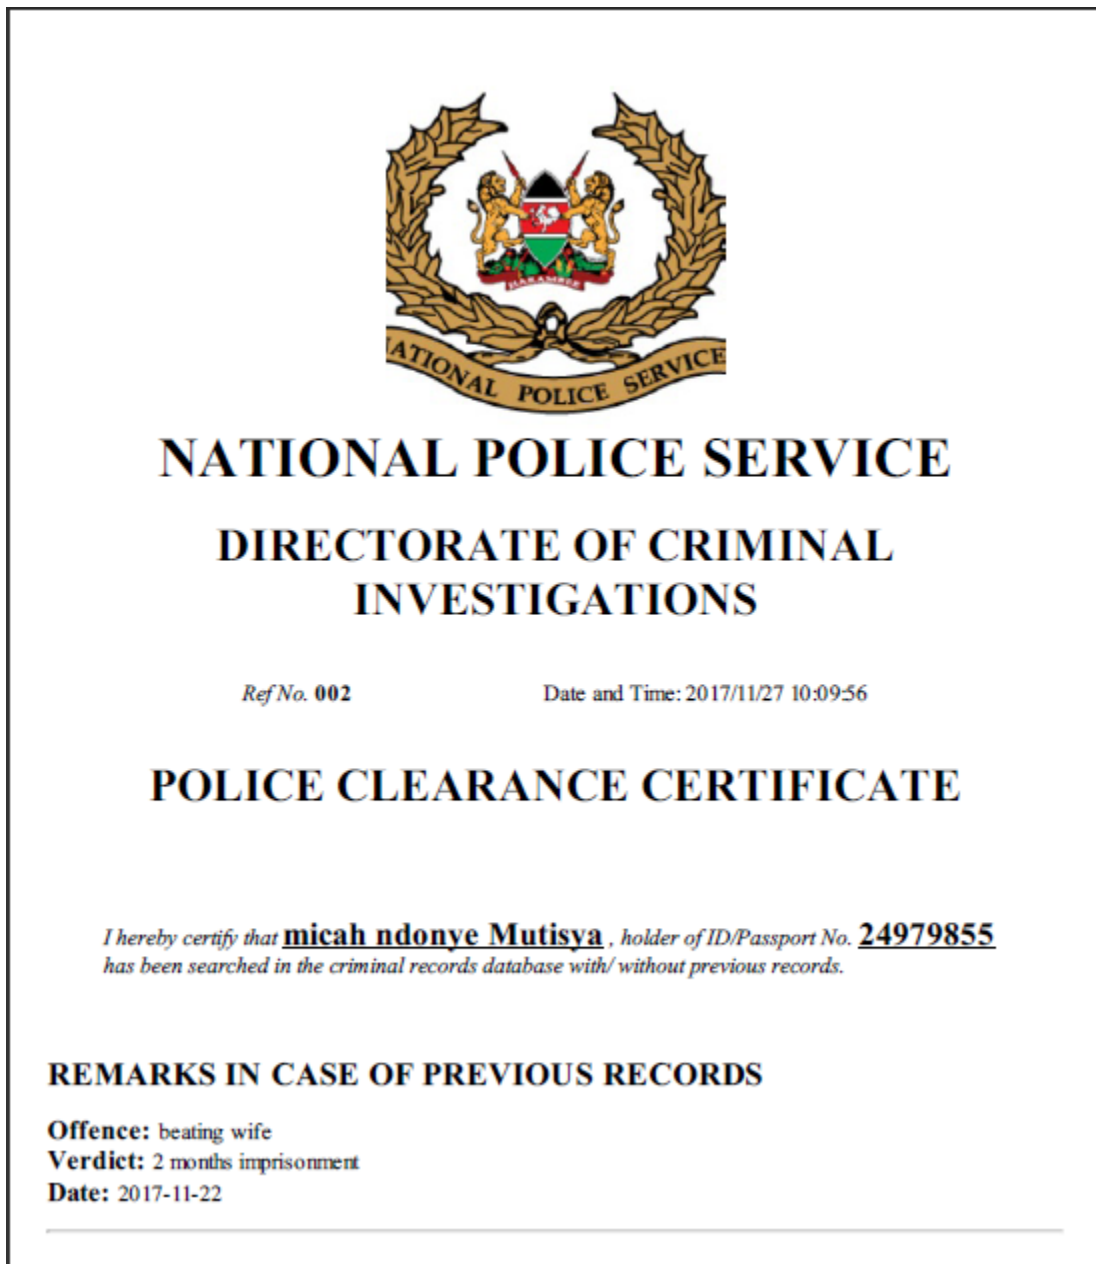 HARAMBEE
NATIONAL POLICE SERVICE
NATIONAL POLICE SERVICE
DIRECTORATE OF CRIMINAL
INVESTIGATIONS
Ref No. 002 Date and Time: 2017/11/27 10:09:56
POLICE CLEARANCE CERTIFICATE
I hereby certify that micah ndonye Mutisya , holder of ID/Passport No. 24979855
has been searched in the criminal records database with/ without previous records.
REMARKS IN CASE OF PREVIOUS RECORDS
Offence: beating wife
Verdict: 2 months imprisonment
Date: 2017-11-22